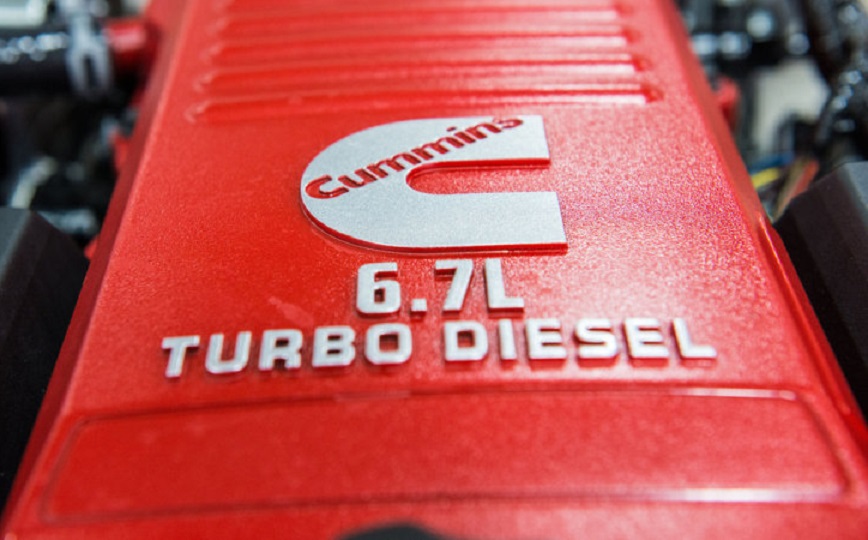 Cummins
6.7L
TURBO DIESEL